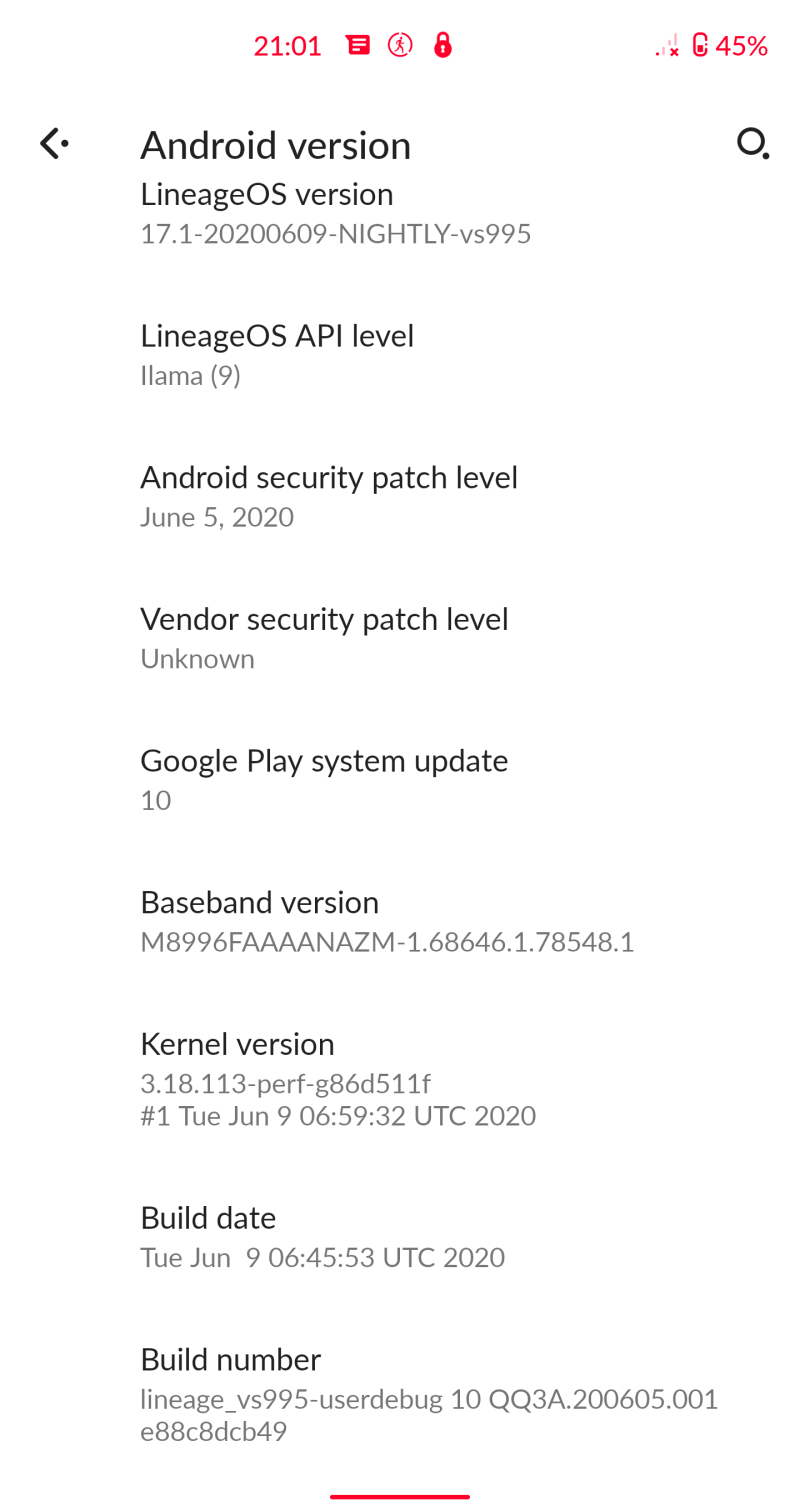 21:01
45%
Android version
LineageOS version
17.1-20200609-NIGHTLY-vs995
LineageOS API level
Ilama (9)
Android security patch level
June 5, 2020
Vendor security patch level
Unknown
Google Play system update
10
Baseband version
M8996FAAAANAZM-1.68646.1.78548.1
Kernel version
3.18.113-perf-g86d511f
#1 Tue Jun 9 06:59:32 UTC 2020
Build date
Tue Jun  9 06:45:53 UTC 2020
Build number
lineage_vs995-userdebug 10 QQ3A.200605.001
e88c8dcb49